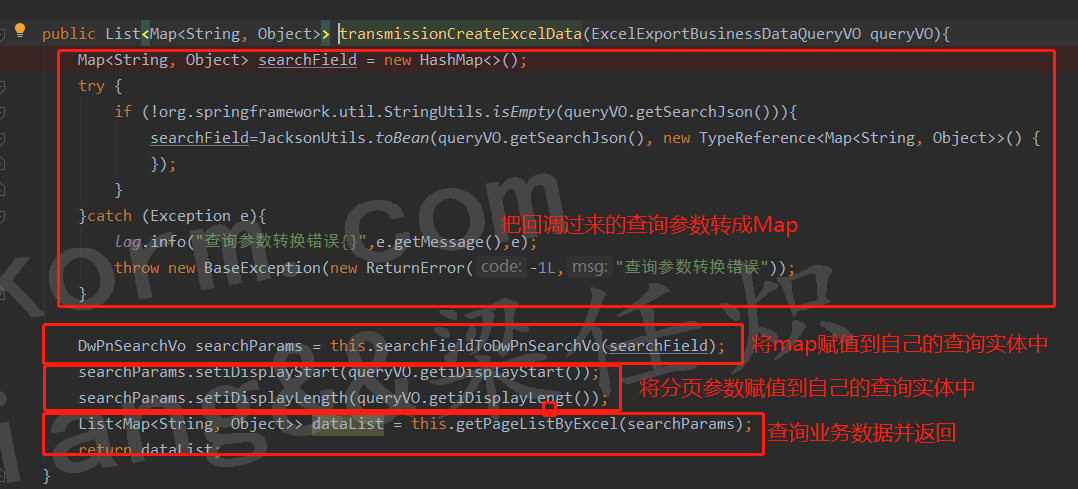 public List<Map<String, Object>> transmissionCreateExcelData(ExcelExportBusinessDataQueryVO queryVO){
Map<String, Object> searchField = new HashMap<>();
try {
if (!org.springframework.util.StringUtils.isEmpty(queryVO.getSearchJson())){
searchField=JacksonUtils.toBean(queryVO.getSearchJson(), new TypeReference<Map<String, Object>>() {
});
}
}catch (Exception e){
把回调过来的查询参数转成Map
log.info("查询参数转换错误{}",e.getMessage(),e);
throw new BaseException(new ReturnError( code: -1L, msg: "查询参数转换错误"));
}
DwPnSearchVo searchParams = this.searchFieldToDwPnSearchVo(searchField);
将map赋值到自己的查询实体中
searchParams.setiDisplayStart(queryVO.getiDisplayStart());
将分页参数赋值到自己的查询实体中
searchParams.setiDisplayLength(queryVO.getiDisplayLengt());
List<Map<String, Object>> dataList = this.getPageListByExcel(searchParams);
查询业务数据并返回
return dataList;
}
korm.com
iang&&梁任炽